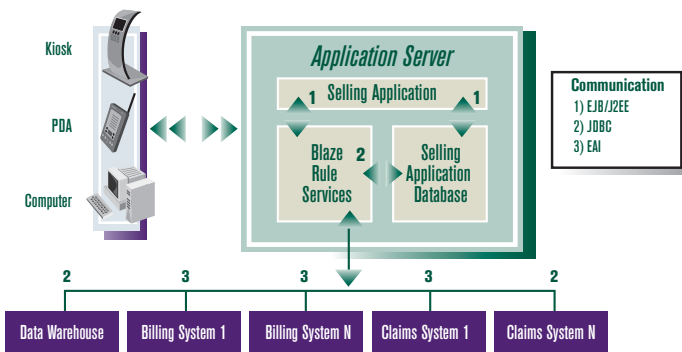 Kiosk
PDA
Computer
Application Server
Selling Application
1
1
Blaze
Rule
Services
2
Selling
Application
Database
Communication
1) EJB/J2EE
2) JDBC
3) EAI
2
3
3
3
2
Data Warehouse
Billing System 1
Billing System N
Claims System 1
Claims System N